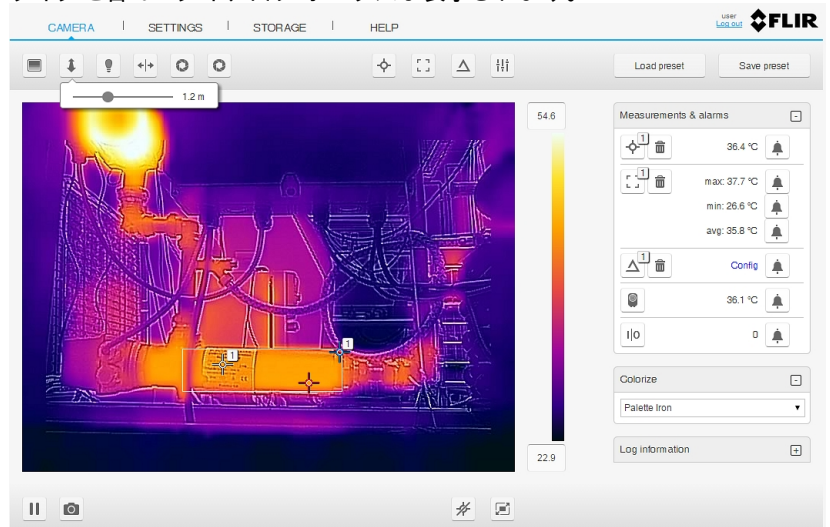 CAMERA | SETTINGS | STORAGE | HELP
user
Log out
FLIR
Load preset
Save preset
1.2 m
54.6
22.9
1
1
Measurements & alarms
1
36.4 °C
1
max: 37.7 °C
min: 26.6 °C
avg: 35.8 °C
1
Config
36.1 °C
I|O
0
Colorize
Palette Iron
Log information